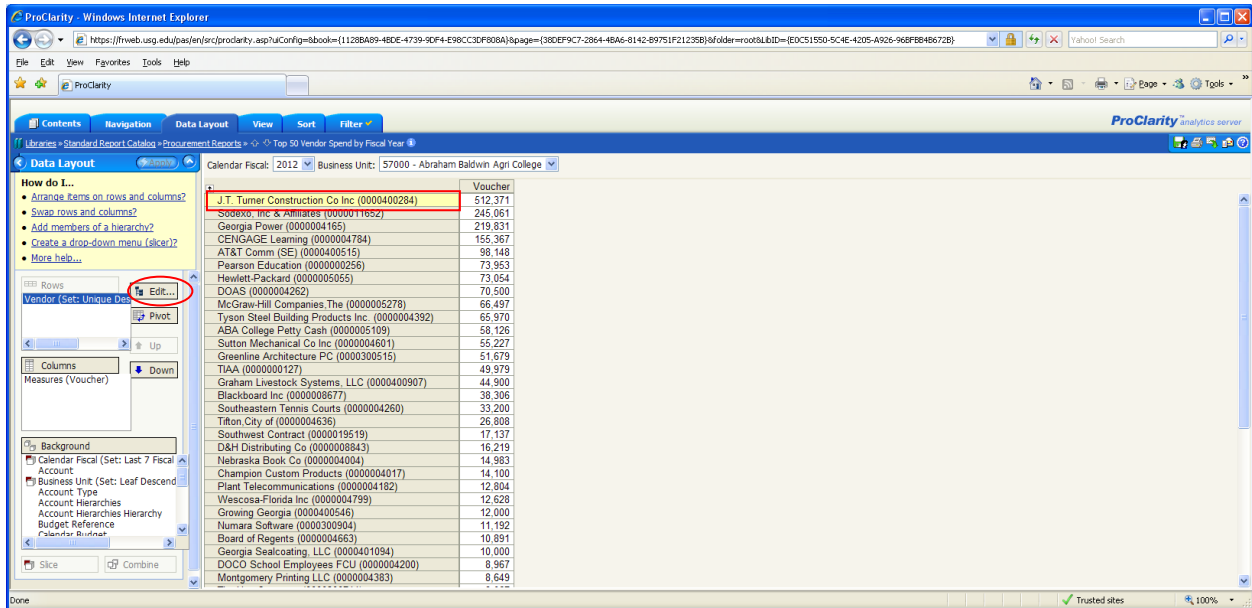 ProClarity - Windows Internet Explorer
https://frweb.usg.edu/pas/en/src/proclarity.asp?uiConfig=&book={1128BA89-4BDE-4739-9DF4-E98CC3DF808A}&page={38DEF9C7-2864-4BA6-8142-B9751F21235B}&folder=root&LibID={E0C51550-5C4E-4205-A926-96BFBB4B672B}
Yahoo! Search
File Edit View Favorites Tools Help
ProClarity
Page Tools
Contents Navigation Data Layout View Sort Filter
ProClarity analytics server
Libraries » Standard Report Catalog » Procurement Reports » Top 50 Vendor Spend by Fiscal Year
Data Layout
Calendar Fiscal: 2012 Business Unit: 57000 - Abraham Baldwin Agri College
How do I...
Arrange items on rows and columns?
Swap rows and columns?
Add members of a hierarchy?
Create a drop-down menu (slicer)?
More help...
Rows
Vendor (Set: Unique Des
Edit...
Pivot
Up
Down
Columns
Measures (Voucher)
Background
Calendar Fiscal (Set: Last 7 Fiscal
Account
Business Unit (Set: Leaf Descend
Account Type
Account Hierarchies
Account Hierarchies Hierarchy
Budget Reference
Calendar Budget
Slice Combine
Voucher
J.T. Turner Construction Co Inc (0000400284) 512,371
Sodexo, Inc & Affiliates (0000011652) 245,061
Georgia Power (0000004165) 219,831
CENGAGE Learning (0000004784) 155,367
AT&T Comm (SE) (0000400515) 98,148
Pearson Education (0000000256) 73,953
Hewlett-Packard (0000005055) 73,054
DOAS (0000004262) 70,500
McGraw-Hill Companies,The (0000005278) 66,497
Tyson Steel Building Products Inc. (0000004392) 65,970
ABA College Petty Cash (0000005109) 58,126
Sutton Mechanical Co Inc (0000004601) 55,227
Greenline Architecture PC (0000300515) 51,679
TIAA (0000000127) 49,979
Graham Livestock Systems, LLC (0000400907) 44,900
Blackboard Inc (0000008677) 38,306
Southeastern Tennis Courts (0000004260) 33,200
Tifton,City of (0000004636) 26,808
Southwest Contract (0000019519) 17,137
D&H Distributing Co (0000008843) 16,219
Nebraska Book Co (0000004004) 14,983
Champion Custom Products (0000004017) 14,100
Plant Telecommunications (0000004182) 12,804
Wescosa-Florida Inc (0000004799) 12,628
Growing Georgia (0000400546) 12,000
Numara Software (0000300904) 11,192
Board of Regents (0000004663) 10,891
Georgia Sealcoating, LLC (0000401094) 10,000
DOCO School Employees FCU (0000004200) 8,967
Montgomery Printing LLC (0000004383) 8,649
Done
Trusted sites
100%